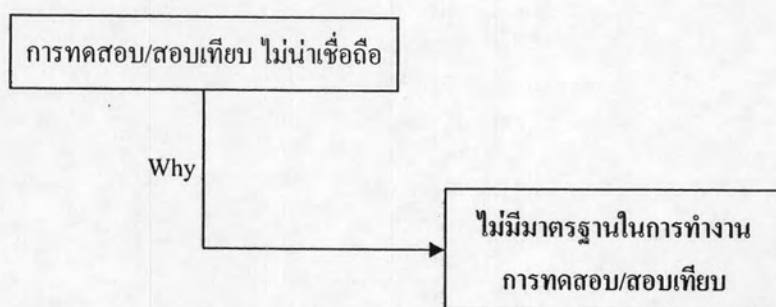 การทดสอบ/สอบเทียบ ไม่น่าเชื่อถือ
Why
ไม่มีมาตรฐานในการทำงาน
การทดสอบ/สอบเทียบ